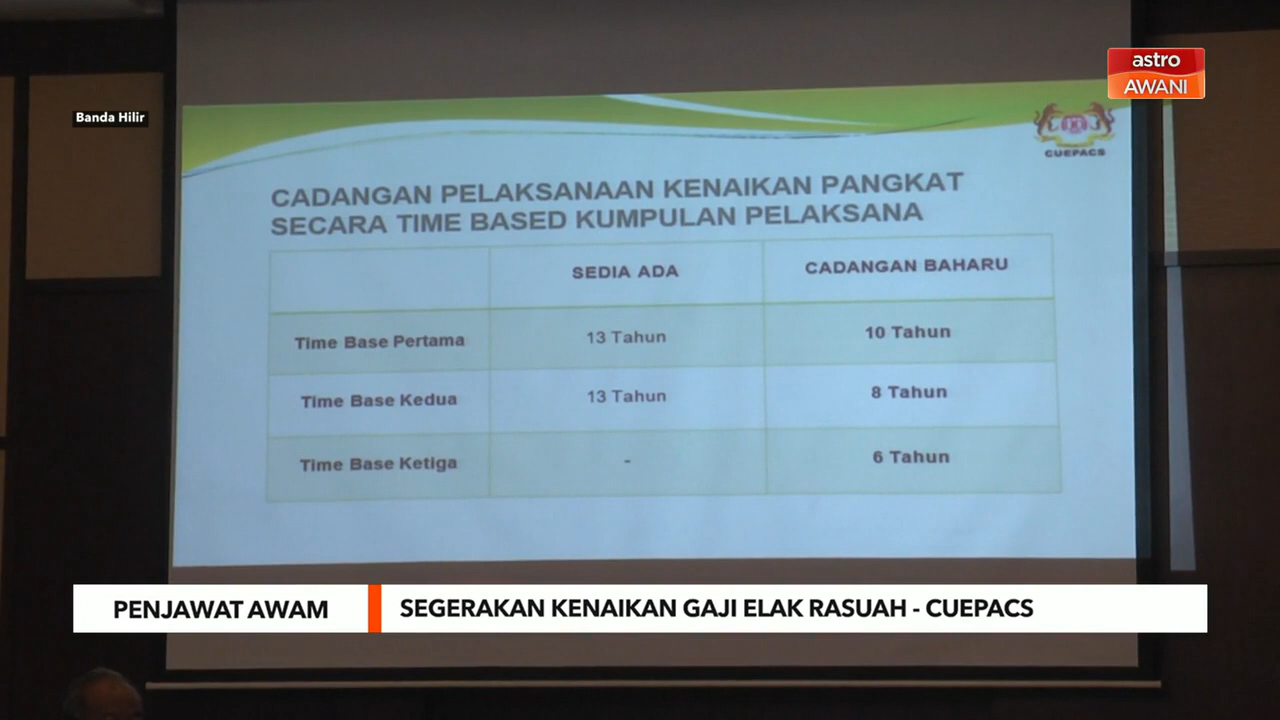 astro
AWANI
Banda Hilir
CUEPACS
CADANGAN PELAKSANAAN KENAIKAN PANGKAT
SECARA TIME BASED KUMPULAN PELAKSANA
SEDIA ADA CADANGAN BAHARU
Time Base Pertama 13 Tahun 10 Tahun
Time Base Kedua 13 Tahun 8 Tahun
Time Base Ketiga - 6 Tahun
PENJAWAT AWAM SEGERAKAN KENAIKAN GAJI ELAK RASUAH - CUEPACS